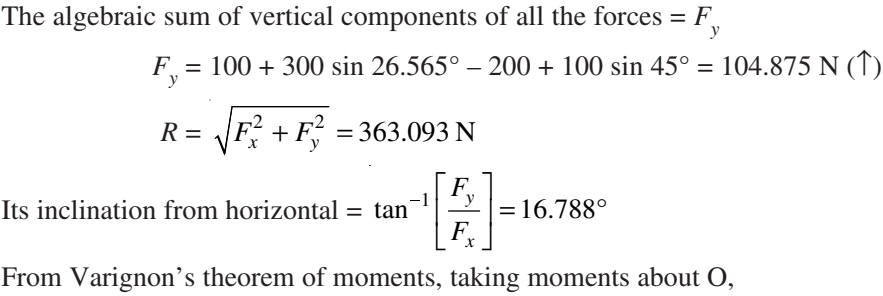 The algebraic sum of vertical components of all the forces = F_y
F_y = 100 + 300 sin 26.565° – 200 + 100 sin 45° = 104.875 N (↑)
R = √(F_x^2 + F_y^2) = 363.093 N
Its inclination from horizontal = tan^−1 [F_y / F_x] = 16.788°
From Varignon’s theorem of moments, taking moments about O,